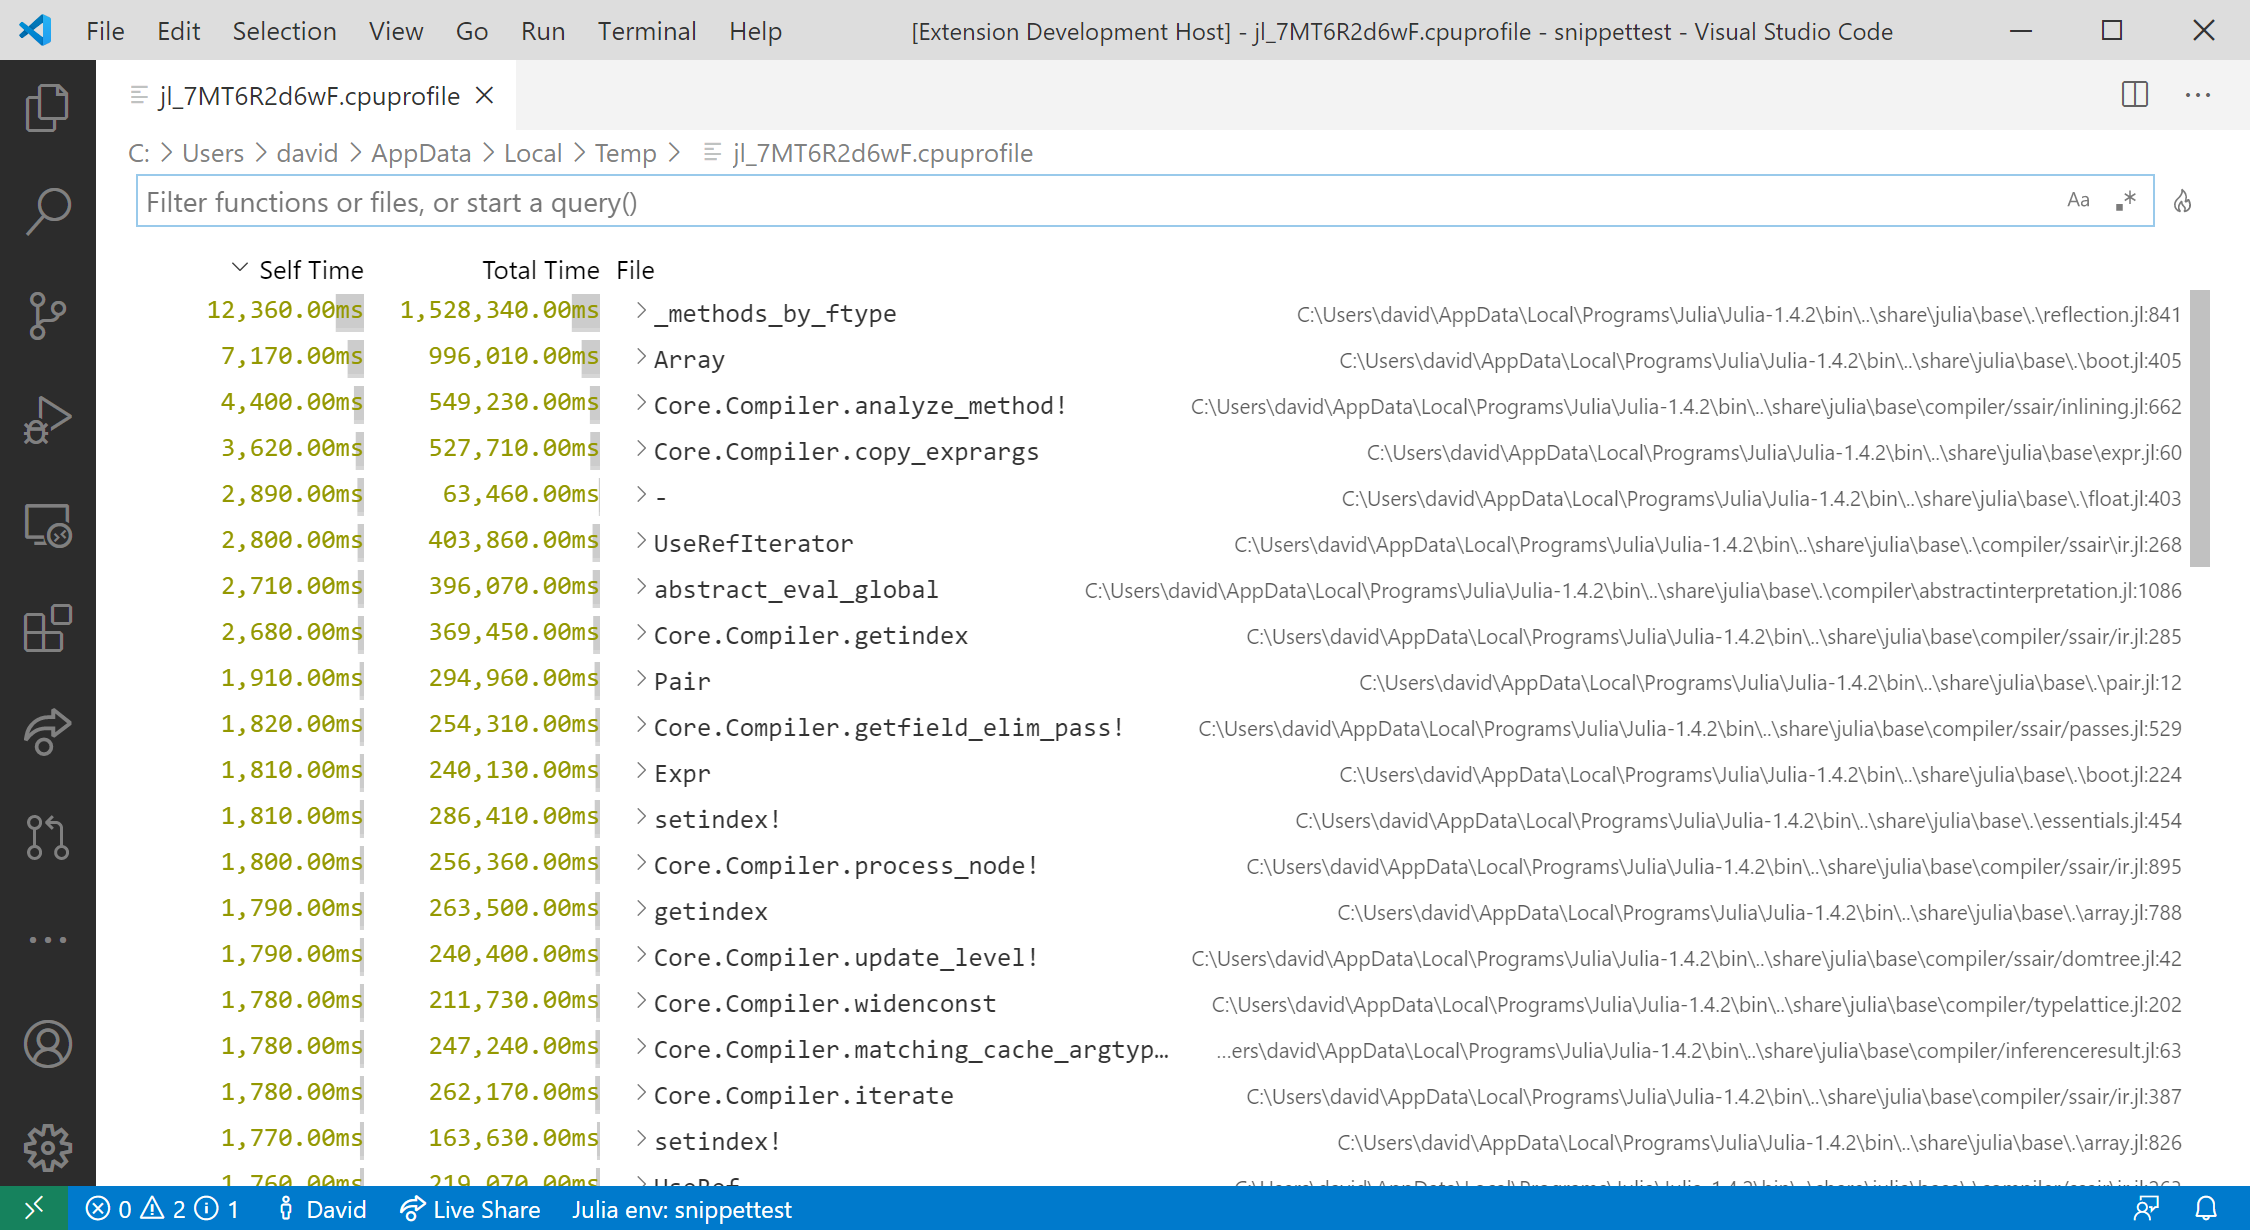 File Edit Selection View Go Run Terminal Help [Extension Development Host] - jl_7MT6R2d6wF.cpuprofile - snippettest - Visual Studio Code
jl_7MT6R2d6wF.cpuprofile
C: > Users > david > AppData > Local > Temp > jl_7MT6R2d6wF.cpuprofile
Filter functions or files, or start a query() Aa .*
Self Time Total Time File
12,360.00ms 1,528,340.00ms _methods_by_ftype C:\Users\david\AppData\Local\Programs\Julia\Julia-1.4.2\bin\..\share\julia\base\.\reflection.jl:841
7,170.00ms 996,010.00ms Array C:\Users\david\AppData\Local\Programs\Julia\Julia-1.4.2\bin\..\share\julia\base\.\boot.jl:405
4,400.00ms 549,230.00ms Core.Compiler.analyze_method! C:\Users\david\AppData\Local\Programs\Julia\Julia-1.4.2\bin\..\share\julia\base\compiler/ssair/inlining.jl:662
3,620.00ms 527,710.00ms Core.Compiler.copy_exprargs C:\Users\david\AppData\Local\Programs\Julia\Julia-1.4.2\bin\..\share\julia\base\expr.jl:60
2,890.00ms 63,460.00ms - C:\Users\david\AppData\Local\Programs\Julia\Julia-1.4.2\bin\..\share\julia\base\.\float.jl:403
2,800.00ms 403,860.00ms UseRefIterator C:\Users\david\AppData\Local\Programs\Julia\Julia-1.4.2\bin\..\share\julia\base\.\compiler/ssair\ir.jl:268
2,710.00ms 396,070.00ms abstract_eval_global C:\Users\david\AppData\Local\Programs\Julia\Julia-1.4.2\bin\..\share\julia\base\.\compiler\abstractinterpretation.jl:1086
2,680.00ms 369,450.00ms Core.Compiler.getindex C:\Users\david\AppData\Local\Programs\Julia\Julia-1.4.2\bin\..\share\julia\base\compiler/ssair/ir.jl:285
1,910.00ms 294,960.00ms Pair C:\Users\david\AppData\Local\Programs\Julia\Julia-1.4.2\bin\..\share\julia\base\.\pair.jl:12
1,820.00ms 254,310.00ms Core.Compiler.getfield_elim_pass! C:\Users\david\AppData\Local\Programs\Julia\Julia-1.4.2\bin\..\share\julia\base\compiler/ssair/passes.jl:529
1,810.00ms 240,130.00ms Expr C:\Users\david\AppData\Local\Programs\Julia\Julia-1.4.2\bin\..\share\julia\base\.\boot.jl:224
1,810.00ms 286,410.00ms setindex! C:\Users\david\AppData\Local\Programs\Julia\Julia-1.4.2\bin\..\share\julia\base\.\essentials.jl:454
1,800.00ms 256,360.00ms Core.Compiler.process_node! C:\Users\david\AppData\Local\Programs\Julia\Julia-1.4.2\bin\..\share\julia\base\compiler/ssair/ir.jl:895
1,790.00ms 263,500.00ms getindex C:\Users\david\AppData\Local\Programs\Julia\Julia-1.4.2\bin\..\share\julia\base\.\array.jl:788
1,790.00ms 240,400.00ms Core.Compiler.update_level! C:\Users\david\AppData\Local\Programs\Julia\Julia-1.4.2\bin\..\share\julia\base\compiler/ssair/domtree.jl:42
1,780.00ms 211,730.00ms Core.Compiler.widenconst C:\Users\david\AppData\Local\Programs\Julia\Julia-1.4.2\bin\..\share\julia\base\compiler/typelattice.jl:202
1,780.00ms 247,240.00ms Core.Compiler.matching_cache_argtyp… …ers\david\AppData\Local\Programs\Julia\Julia-1.4.2\bin\..\share\julia\base\compiler/inferenceresult.jl:63
1,780.00ms 262,170.00ms Core.Compiler.iterate C:\Users\david\AppData\Local\Programs\Julia\Julia-1.4.2\bin\..\share\julia\base\compiler/ssair/ir.jl:387
1,770.00ms 163,630.00ms setindex! C:\Users\david\AppData\Local\Programs\Julia\Julia-1.4.2\bin\..\share\julia\base\.\array.jl:826
1,760.00ms 219,070.00ms UseRef
0 2 1 David Live Share Julia env: snippettest